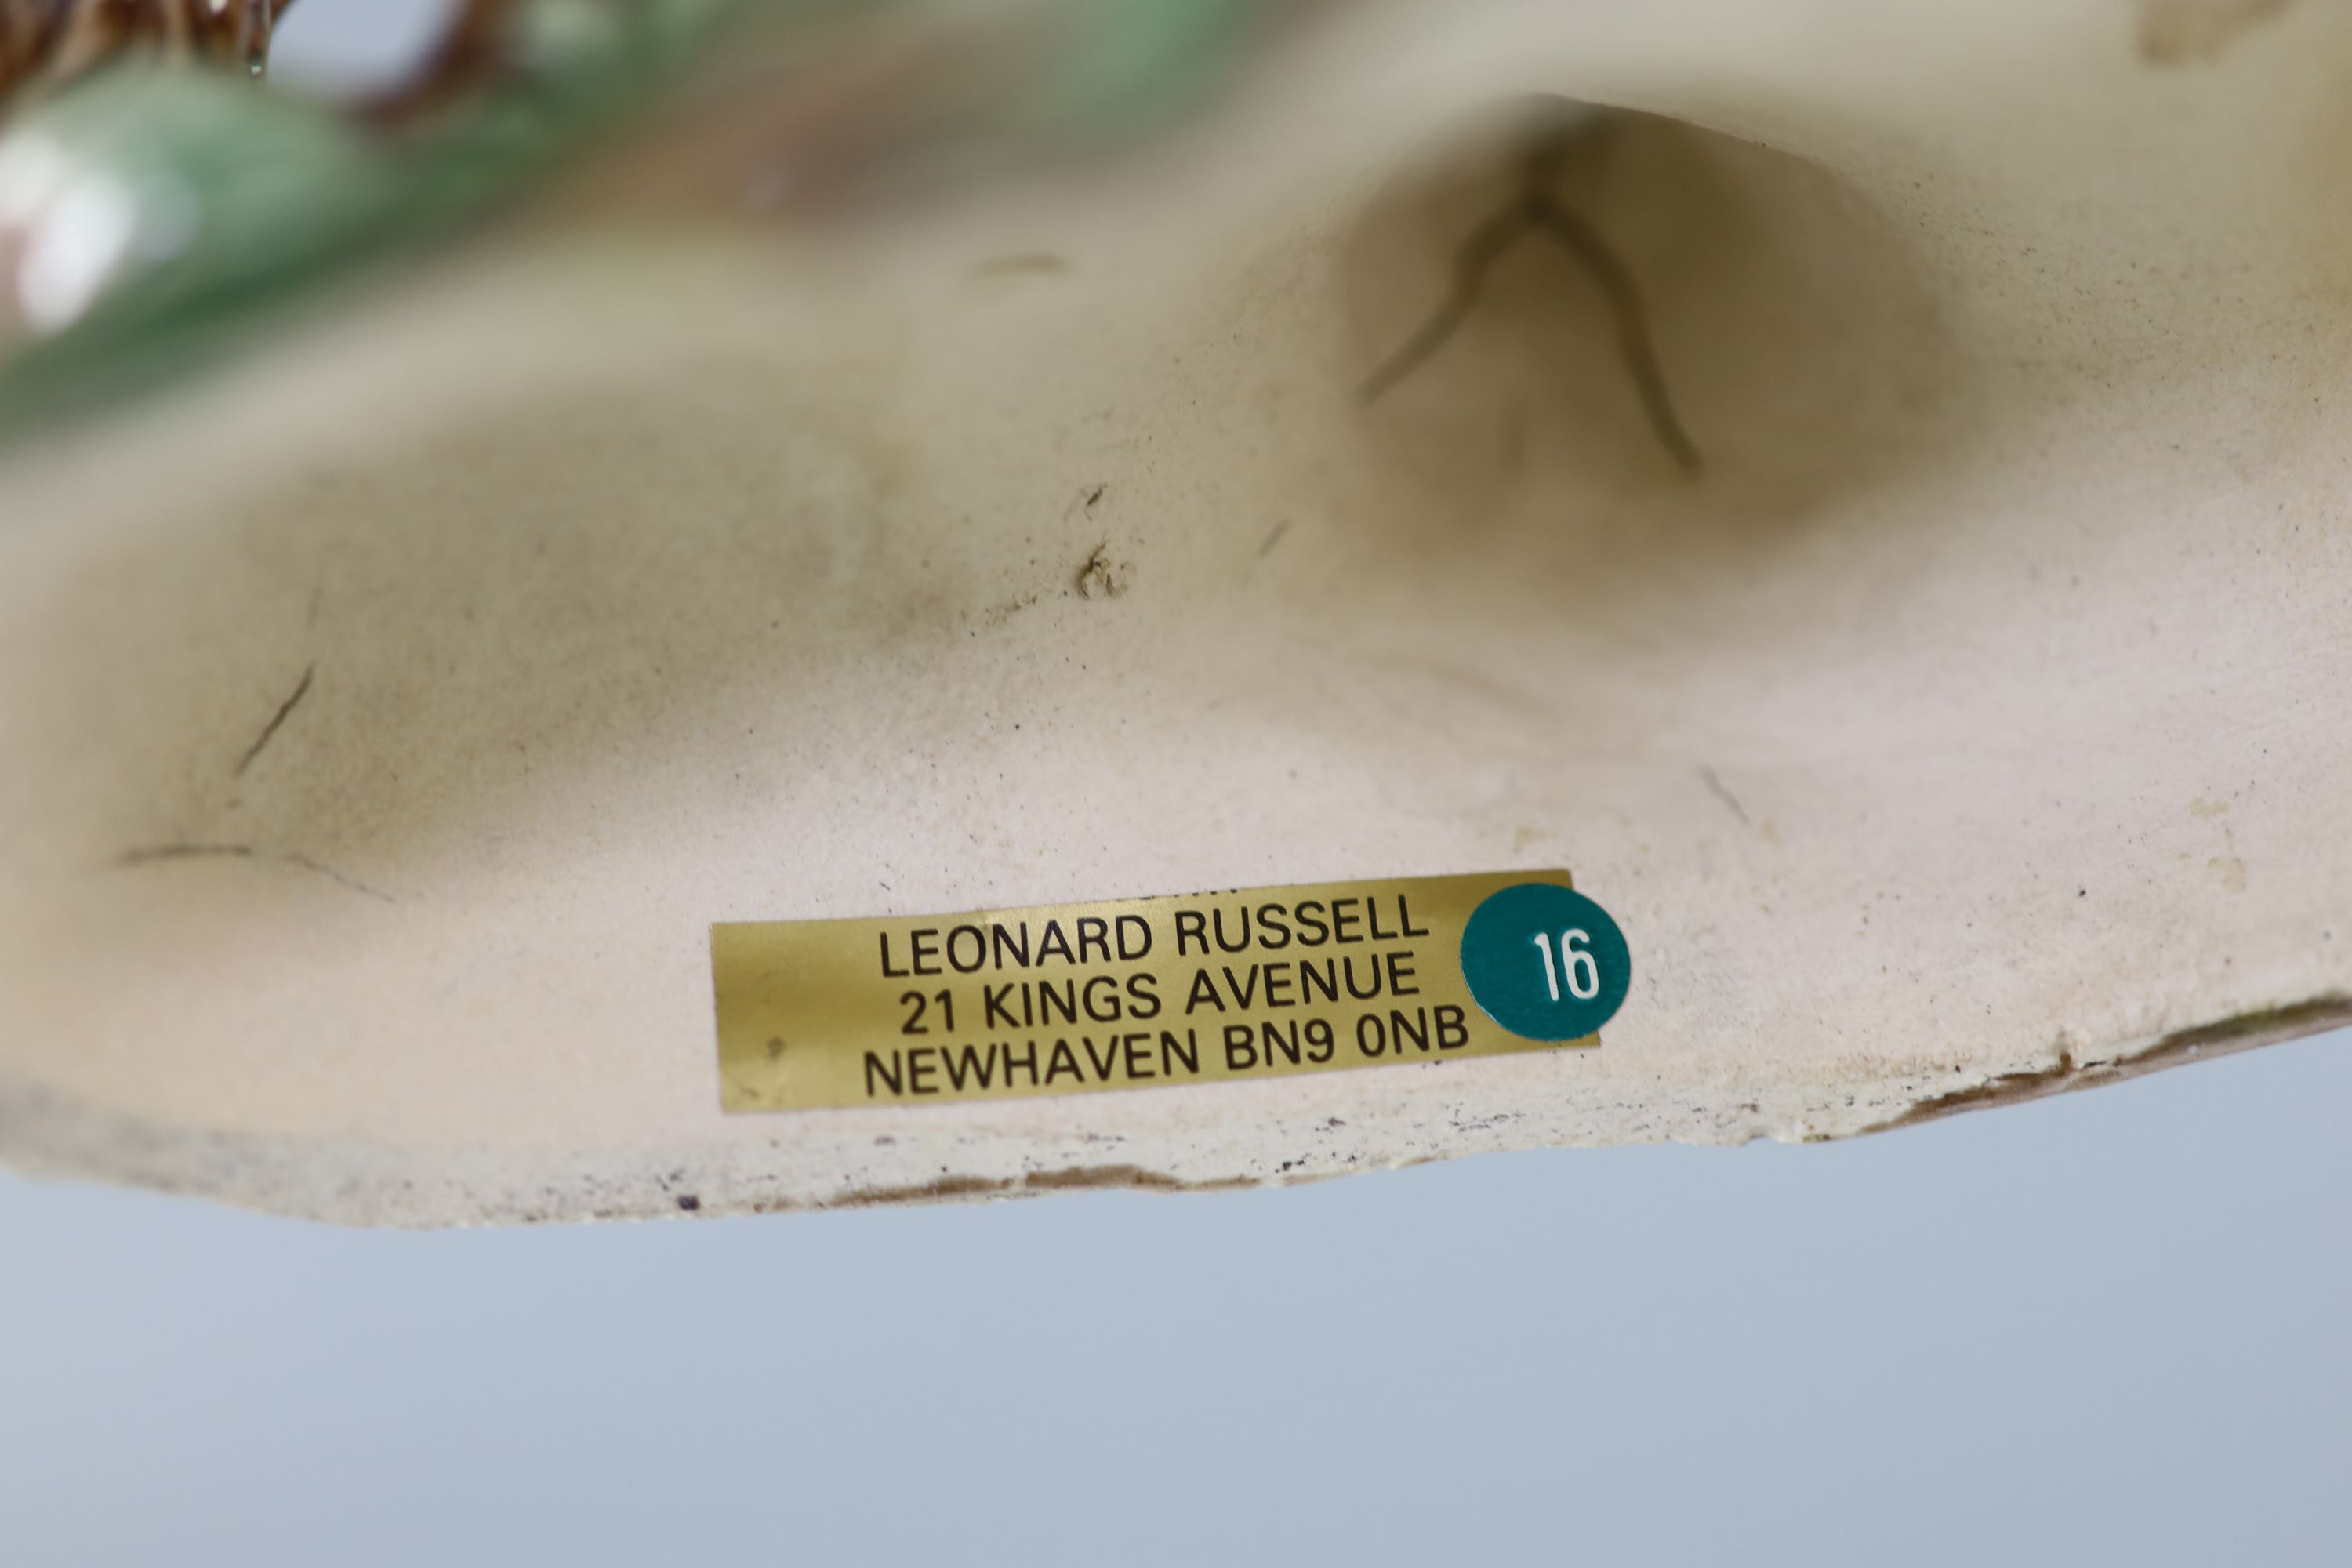 LEONARD RUSSELL
21 KINGS AVENUE
NEWHAVEN BN9 0NB
16